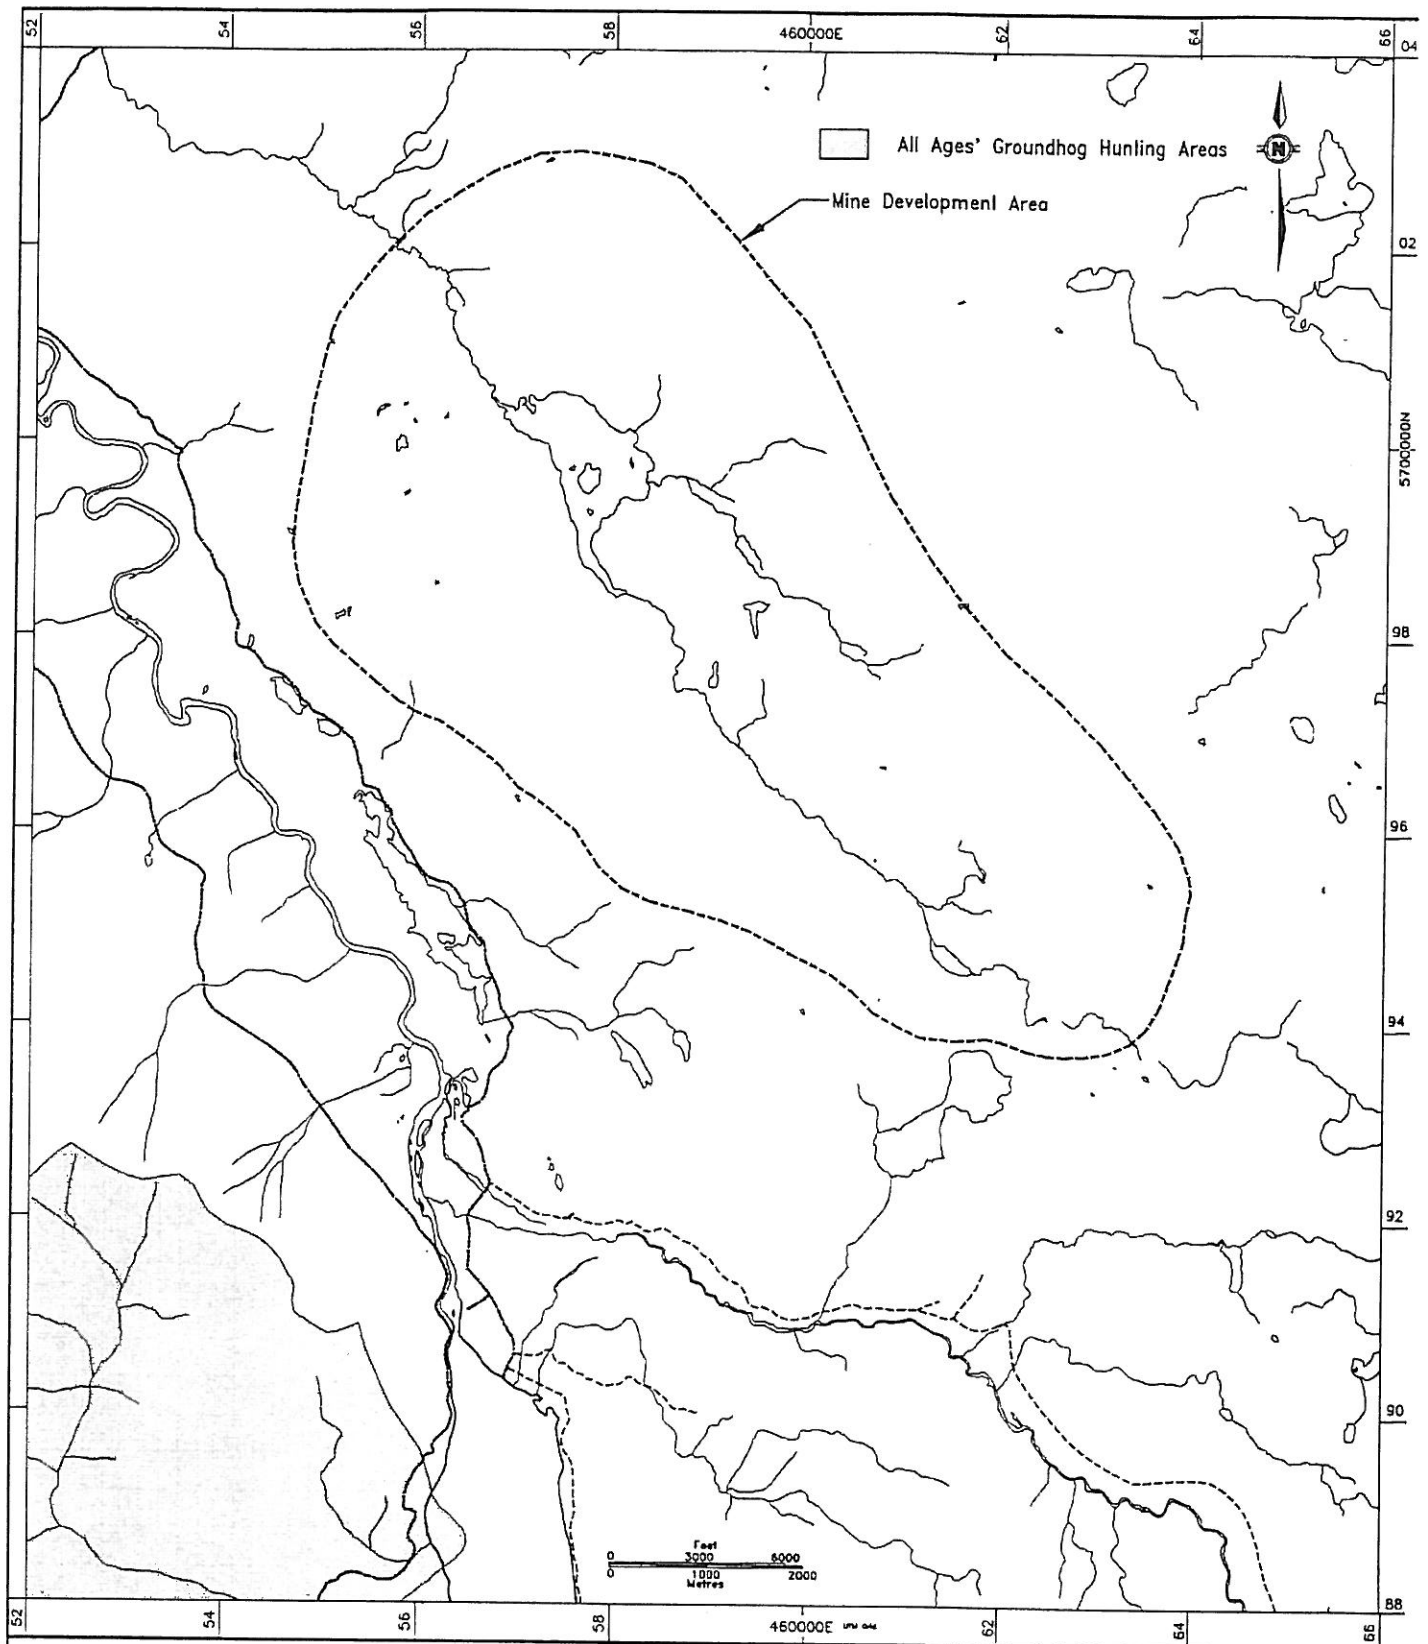 52 54 56 58 460000E 62 64 66
04
All Ages' Groundhog Hunting Areas
N
Mine Development Area
02
5700000N
98
96
94
92
90
Feet
0 3000 6000
0 1000 2000
Metres
88
52 54 56 58 460000E 62 64 66